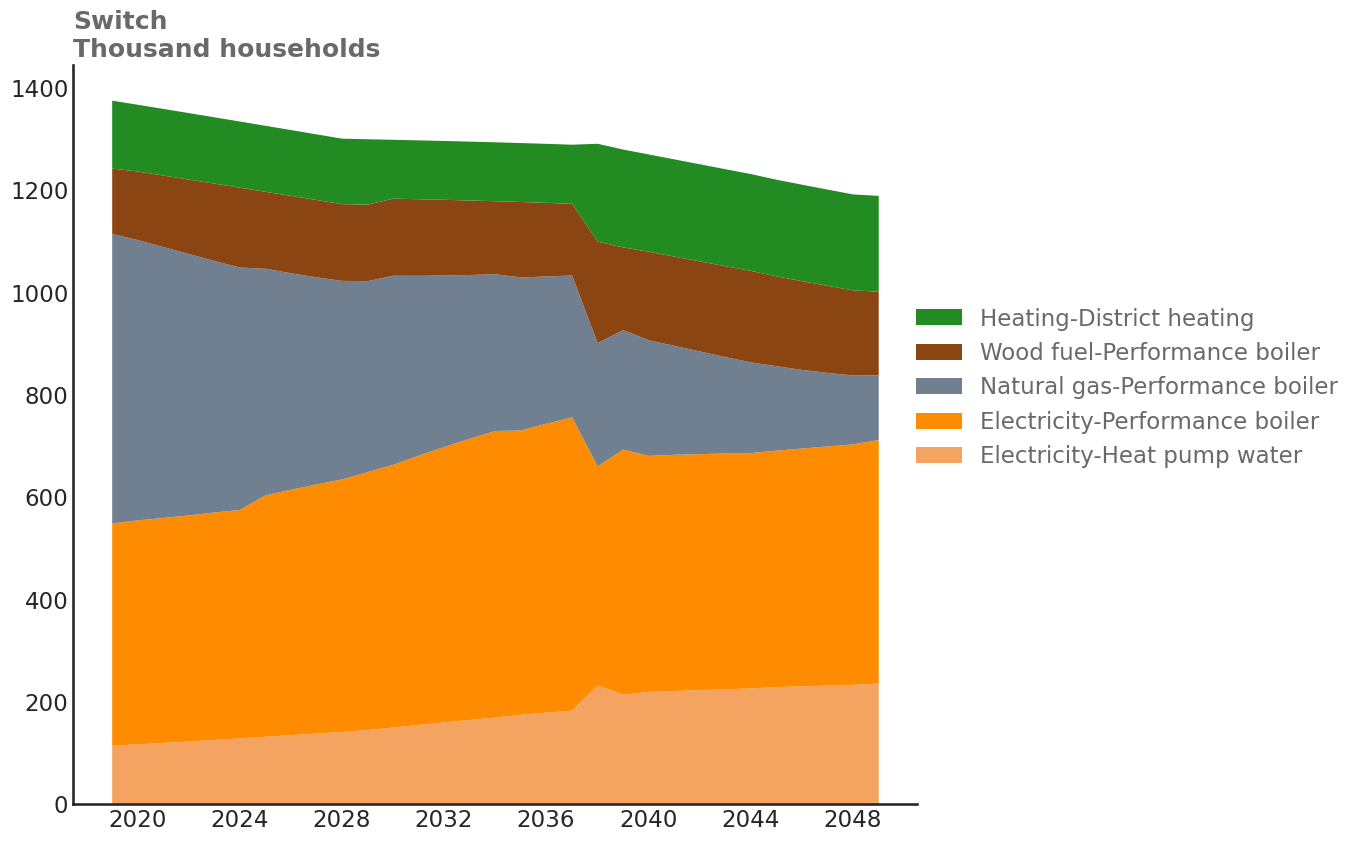 Switch
Thousand households
1400
1200
1000
800
600
400
200
0
2020 2024 2028 2032 2036 2040 2044 2048
Heating-District heating
Wood fuel-Performance boiler
Natural gas-Performance boiler
Electricity-Performance boiler
Electricity-Heat pump water